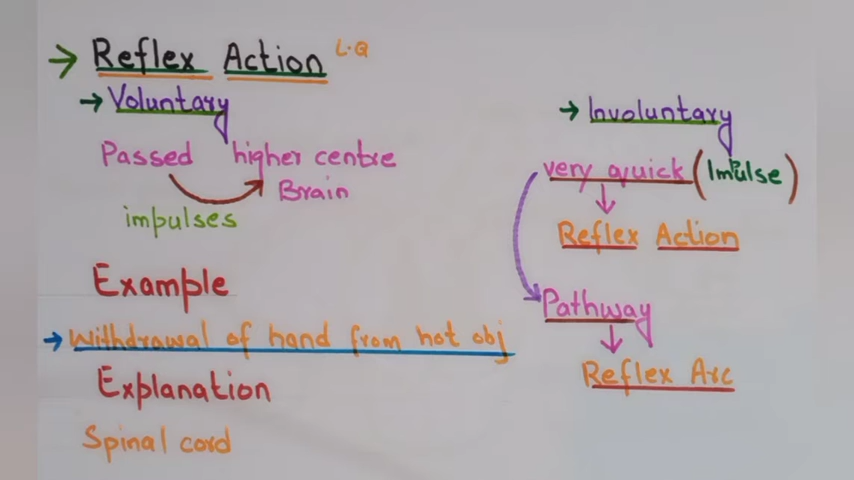 → Reflex Action L.Q
→ Voluntary
Passed higher centre
Brain
impulses
Example
→ Withdrawal of hand from hot obj
Explanation
Spinal cord
→ Involuntary
very quick (Impulse)
↓
Reflex Action
Pathway
↓
Reflex Arc